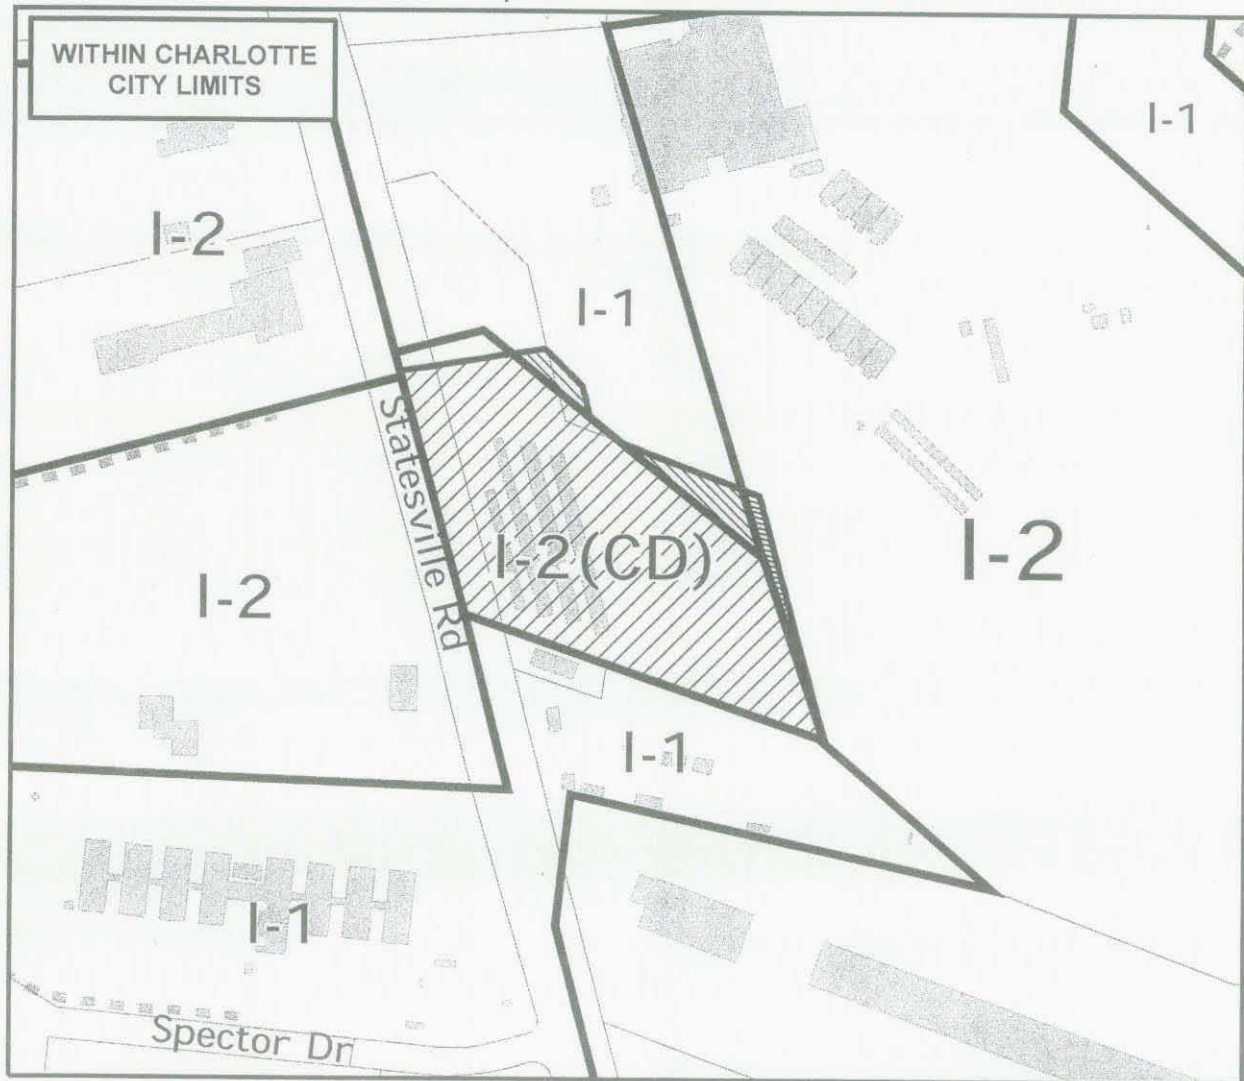 WITHIN CHARLOTTE
CITY LIMITS
I-1
I-2
I-1
Statesville Rd
I-2(CD)
I-2
I-2
I-1
I-1
Spector Dr